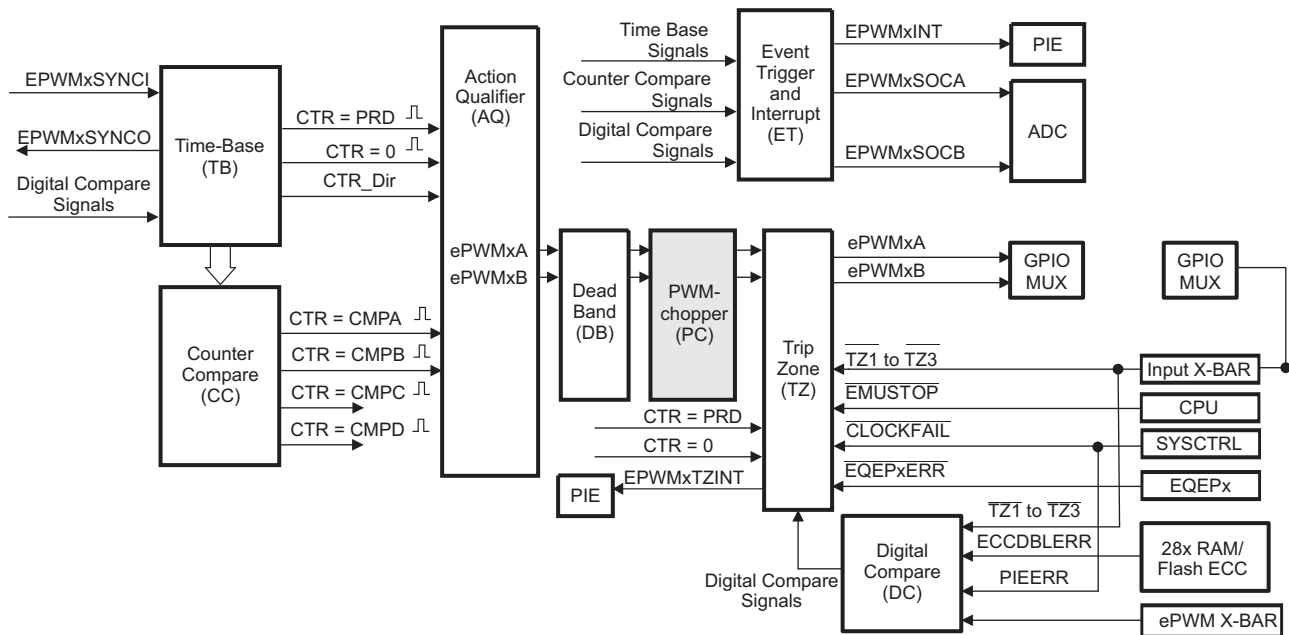 EPWMxSYNCI
EPWMxSYNCO
Digital Compare
Signals
Time-Base
(TB)
CTR = PRD
CTR = 0
CTR_Dir
Counter
Compare
(CC)
CTR = CMPA
CTR = CMPB
CTR = CMPC
CTR = CMPD
Action
Qualifier
(AQ)
ePWMxA
ePWMxB
Time Base
Signals
Counter Compare
Signals
Digital Compare
Signals
Event
Trigger
and
Interrupt
(ET)
EPWMxINT
EPWMxSOCA
EPWMxSOCB
PIE
ADC
Dead
Band
(DB)
PWM-
chopper
(PC)
Trip
Zone
(TZ)
ePWMxA
ePWMxB
GPIO
MUX
GPIO
MUX
TZ1 to TZ3
EMUSTOP
CLOCKFAIL
EQEPxERR
Input X-BAR
CPU
SYSCTRL
EQEPx
CTR = PRD
CTR = 0
EPWMxTZINT
PIE
Digital Compare
Signals
Digital
Compare
(DC)
TZ1 to TZ3
ECCDBLERR
PIEERR
28x RAM/
Flash ECC
ePWM X-BAR